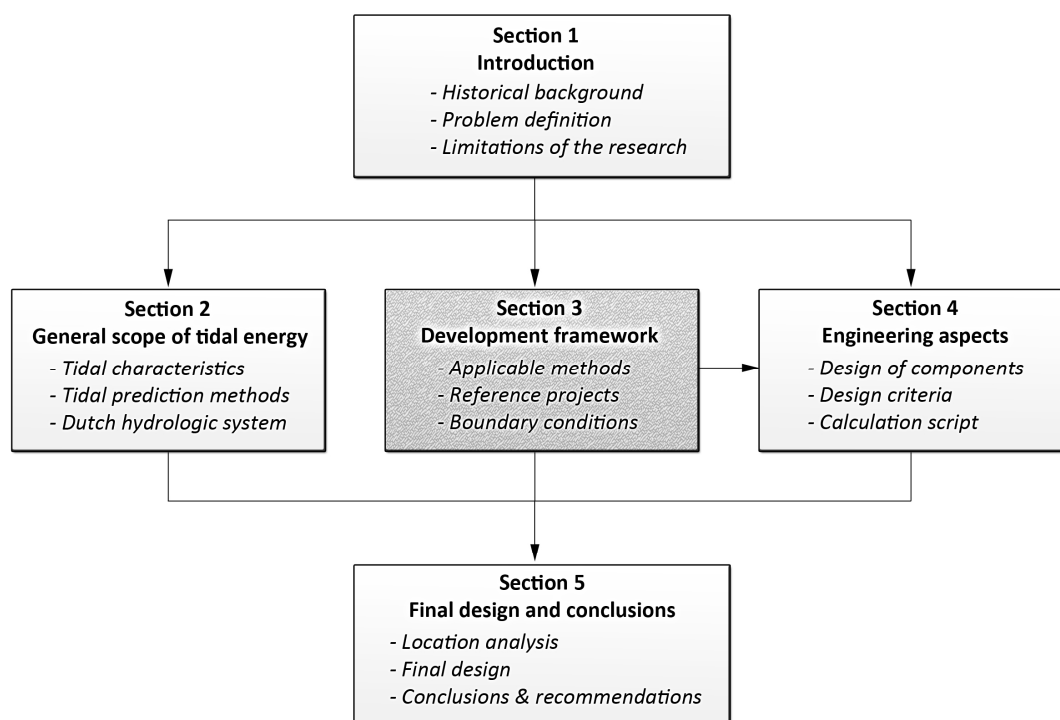 Section 1
Introduction
- Historical background
- Problem definition
- Limitations of the research
Section 2
General scope of tidal energy
- Tidal characteristics
- Tidal prediction methods
- Dutch hydrologic system
Section 3
Development framework
- Applicable methods
- Reference projects
- Boundary conditions
Section 4
Engineering aspects
- Design of components
- Design criteria
- Calculation script
Section 5
Final design and conclusions
- Location analysis
- Final design
- Conclusions & recommendations